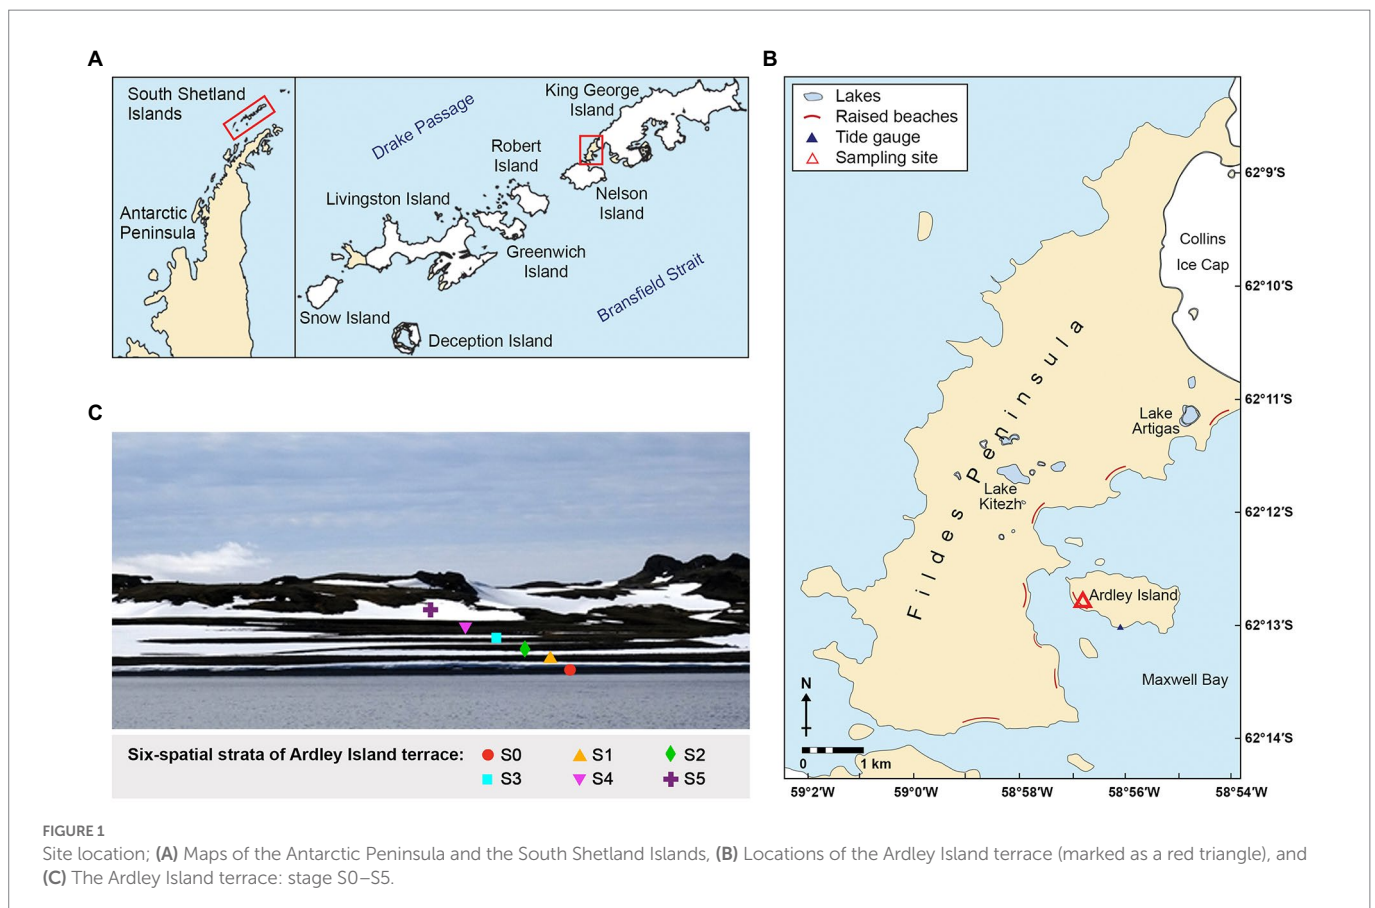 A
South Shetland
Islands
Antarctic
Peninsula
Drake Passage
King George
Island
Robert
Island
Livingston Island
Nelson
Island
Greenwich
Island
Bransfield Strait
Snow Island
Deception Island
B
Lakes
Raised beaches
Tide gauge
Sampling site
62°9'S
Collins
Ice Cap
62°10'S
Fildes Peninsula
62°11'S
Lake
Artigas
Lake
Kitezh
62°12'S
Ardley Island
62°13'S
Maxwell Bay
N
62°14'S
0 1 km
59°2'W 59°0'W 58°58'W 58°56'W 58°54'W
C
Six-spatial strata of Ardley Island terrace: S0 S1 S2
S3 S4 S5
FIGURE 1
Site location; (A) Maps of the Antarctic Peninsula and the South Shetland Islands, (B) Locations of the Ardley Island terrace (marked as a red triangle), and
(C) The Ardley Island terrace: stage S0–S5.